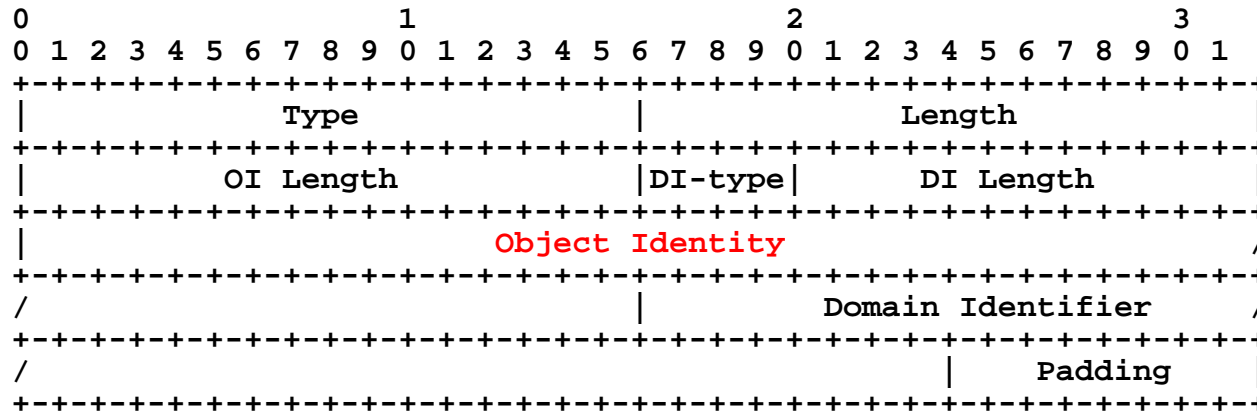 0                   1                   2                   3
0 1 2 3 4 5 6 7 8 9 0 1 2 3 4 5 6 7 8 9 0 1 2 3 4 5 6 7 8 9 0 1
+-+-+-+-+-+-+-+-+-+-+-+-+-+-+-+-+-+-+-+-+-+-+-+-+-+-+-+-+-+-+-+-
|             Type              |             Length            |
+-+-+-+-+-+-+-+-+-+-+-+-+-+-+-+-+-+-+-+-+-+-+-+-+-+-+-+-+-+-+-+-+
|          OI Length            |DI-type|      DI Length        |
+-+-+-+-+-+-+-+-+-+-+-+-+-+-+-+-+-+-+-+-+-+-+-+-+-+-+-+-+-+-+-+-+
|                        Object Identity                        /
+-+-+-+-+-+-+-+-+-+-+-+-+-+-+-+-+-+-+-+-+-+-+-+-+-+-+-+-+-+-+-+-+
/                               |         Domain Identifier     /
+-+-+-+-+-+-+-+-+-+-+-+-+-+-+-+-+-+-+-+-+-+-+-+-+-+-+-+-+-+-+-+-+
/                                               |    Padding    |
+-+-+-+-+-+-+-+-+-+-+-+-+-+-+-+-+-+-+-+-+-+-+-+-+-+-+-+-+-+-+-+-